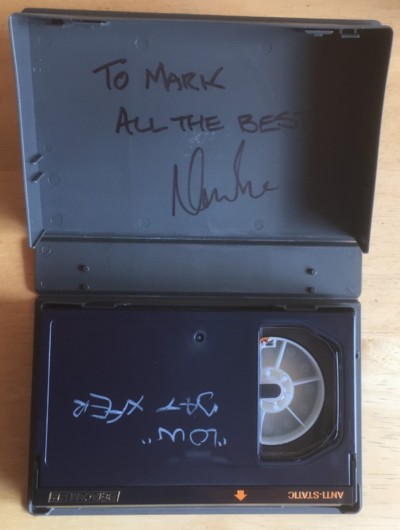 TO MARK
ALL THE BEST
"LOW"
DAT XFER
ANTI-STATIC